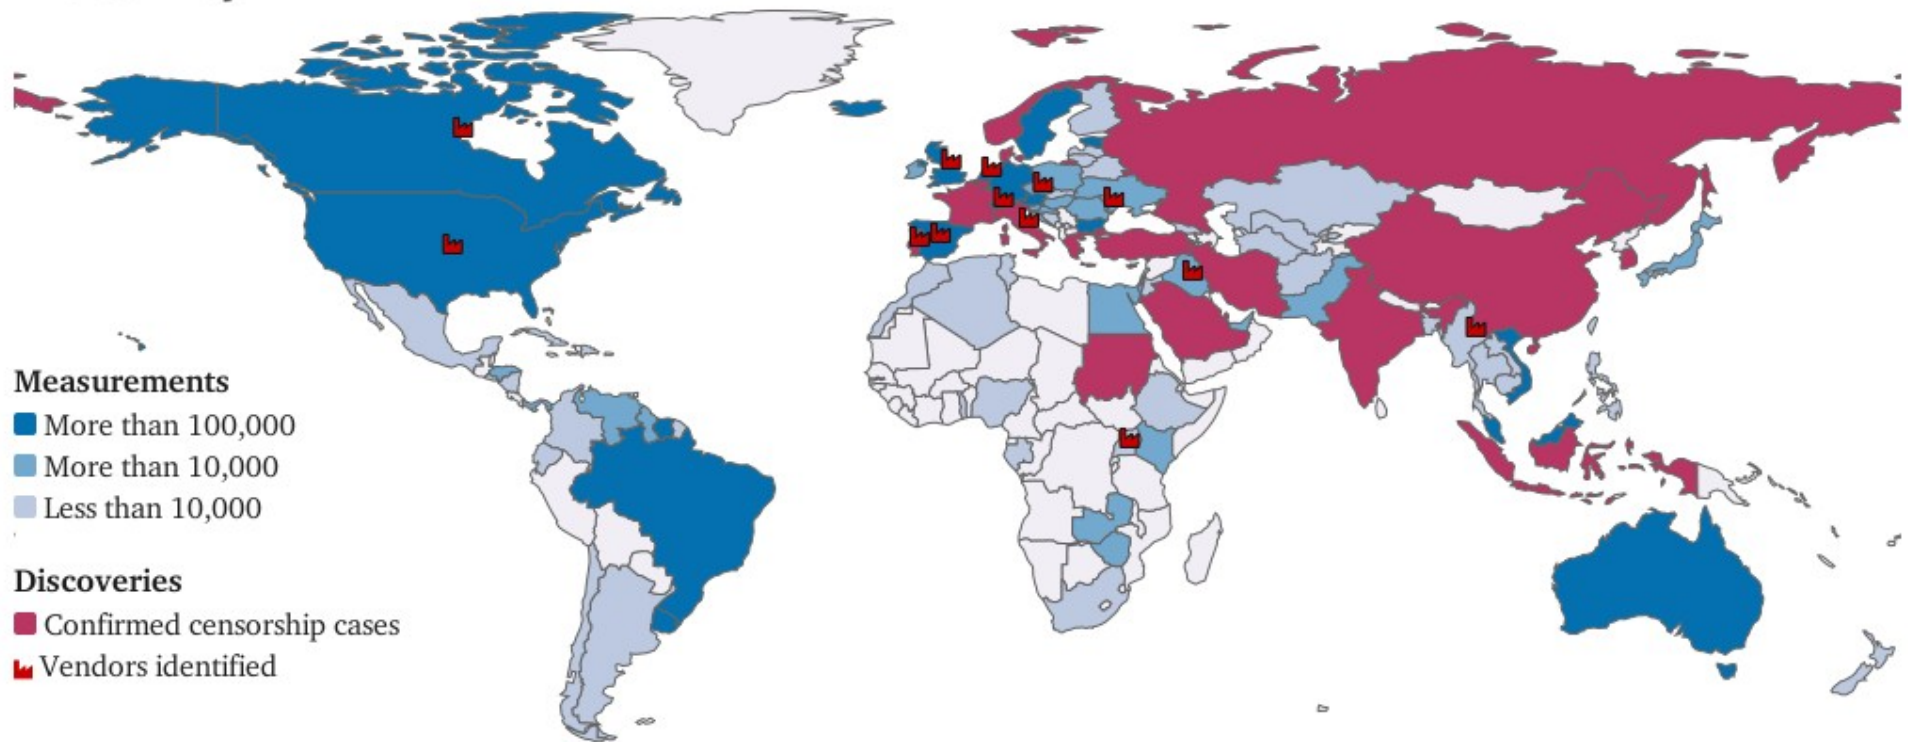 Measurements
More than 100,000
More than 10,000
Less than 10,000
Discoveries
Confirmed censorship cases
Vendors identified